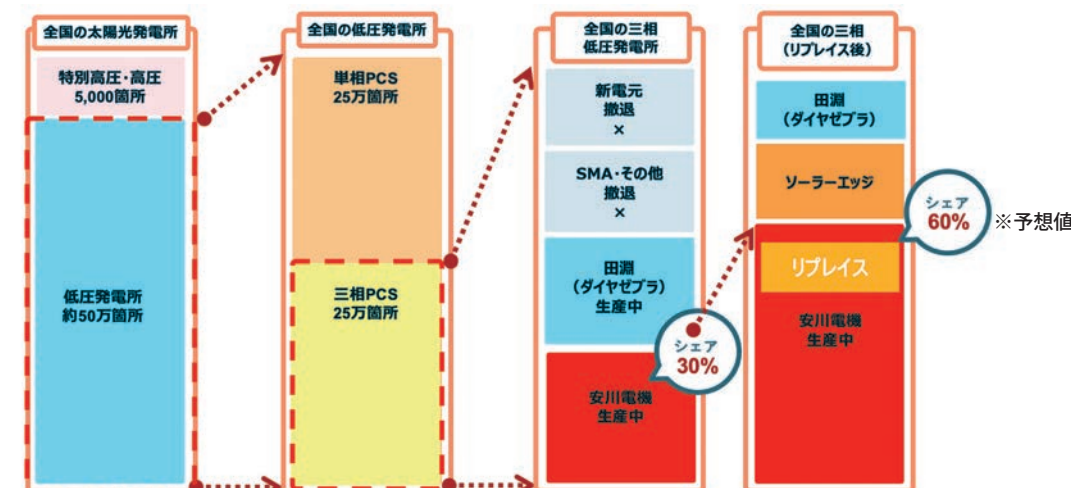 全国の太陽光発電所
特別高圧・高圧
5,000箇所
低圧発電所
約50万箇所
全国の低圧発電所
単相PCS
25万箇所
三相PCS
25万箇所
全国の三相
低圧発電所
新電元
撤退
×
SMA・その他
撤退
×
田淵
（ダイヤゼブラ）
生産中
安川電機
生産中
シェア
30%
全国の三相
（リプレイス後）
田淵
（ダイヤゼブラ）
ソーラーエッジ
リプレイス
安川電機
生産中
シェア
60%
※予想値